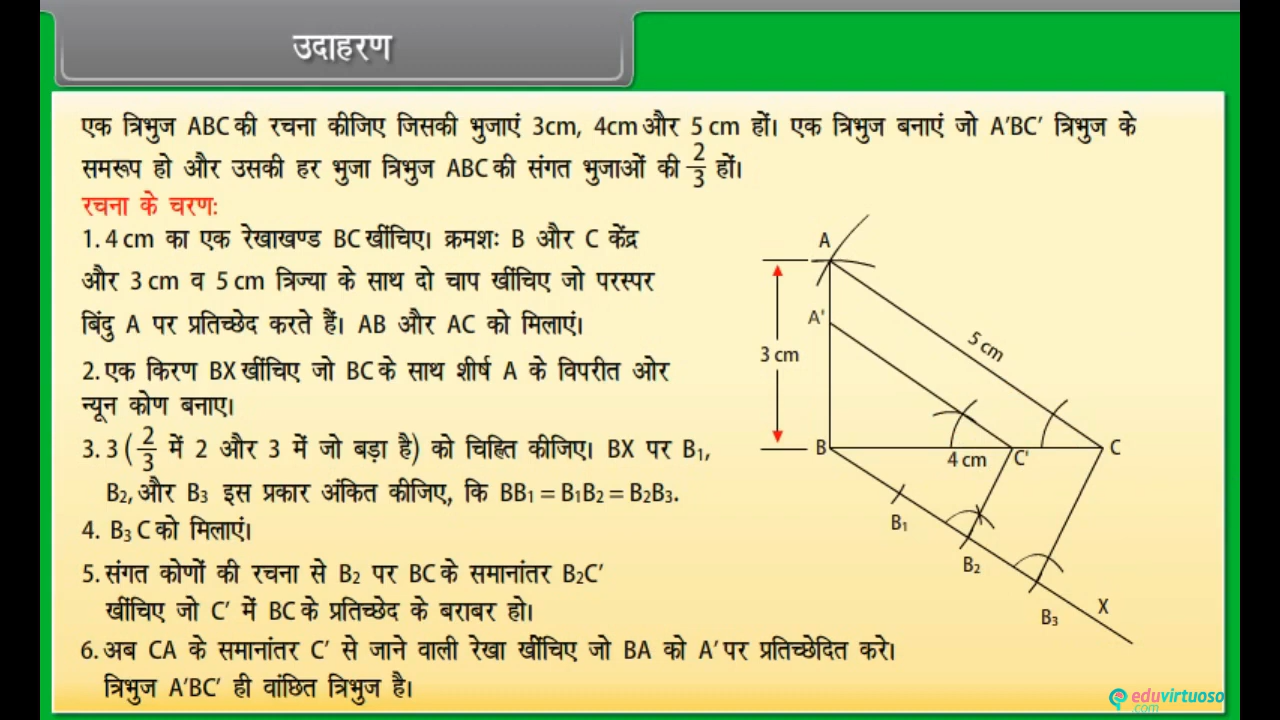 उदाहरण
एक त्रिभुज ABC की रचना कीजिए जिसकी भुजाएं 3cm, 4cm और 5 cm हों। एक त्रिभुज बनाएं जो A'BC' त्रिभुज के
समरूप हो और उसकी हर भुजा त्रिभुज ABC की संगत भुजाओं की 2/3 हों।
रचना के चरणः
1. 4 cm का एक रेखाखण्ड BC खींचिए। क्रमशः B और C केंद्र
और 3 cm व 5 cm त्रिज्या के साथ दो चाप खींचिए जो परस्पर
बिंदु A पर प्रतिच्छेद करते हैं। AB और AC को मिलाएं।
2. एक किरण BX खींचिए जो BC के साथ शीर्ष A के विपरीत ओर
न्यून कोण बनाए।
3. 3 (2/3 में 2 और 3 में जो बड़ा है) को चिह्नित कीजिए। BX पर B₁,
B₂, और B₃ इस प्रकार अंकित कीजिए, कि BB₁ = B₁B₂ = B₂B₃.
4. B₃ C को मिलाएं।
5. संगत कोणों की रचना से B₂ पर BC के समानांतर B₂C'
खींचिए जो C' में BC के प्रतिच्छेद के बराबर हो।
6. अब CA के समानांतर C' से जाने वाली रेखा खींचिए जो BA को A' पर प्रतिच्छेदित करे।
त्रिभुज A'BC' ही वांछित त्रिभुज है।
A
A'
5 cm
3 cm
B
4 cm
C'
C
B₁
B₂
B₃
X
eduvirtuoso
.com